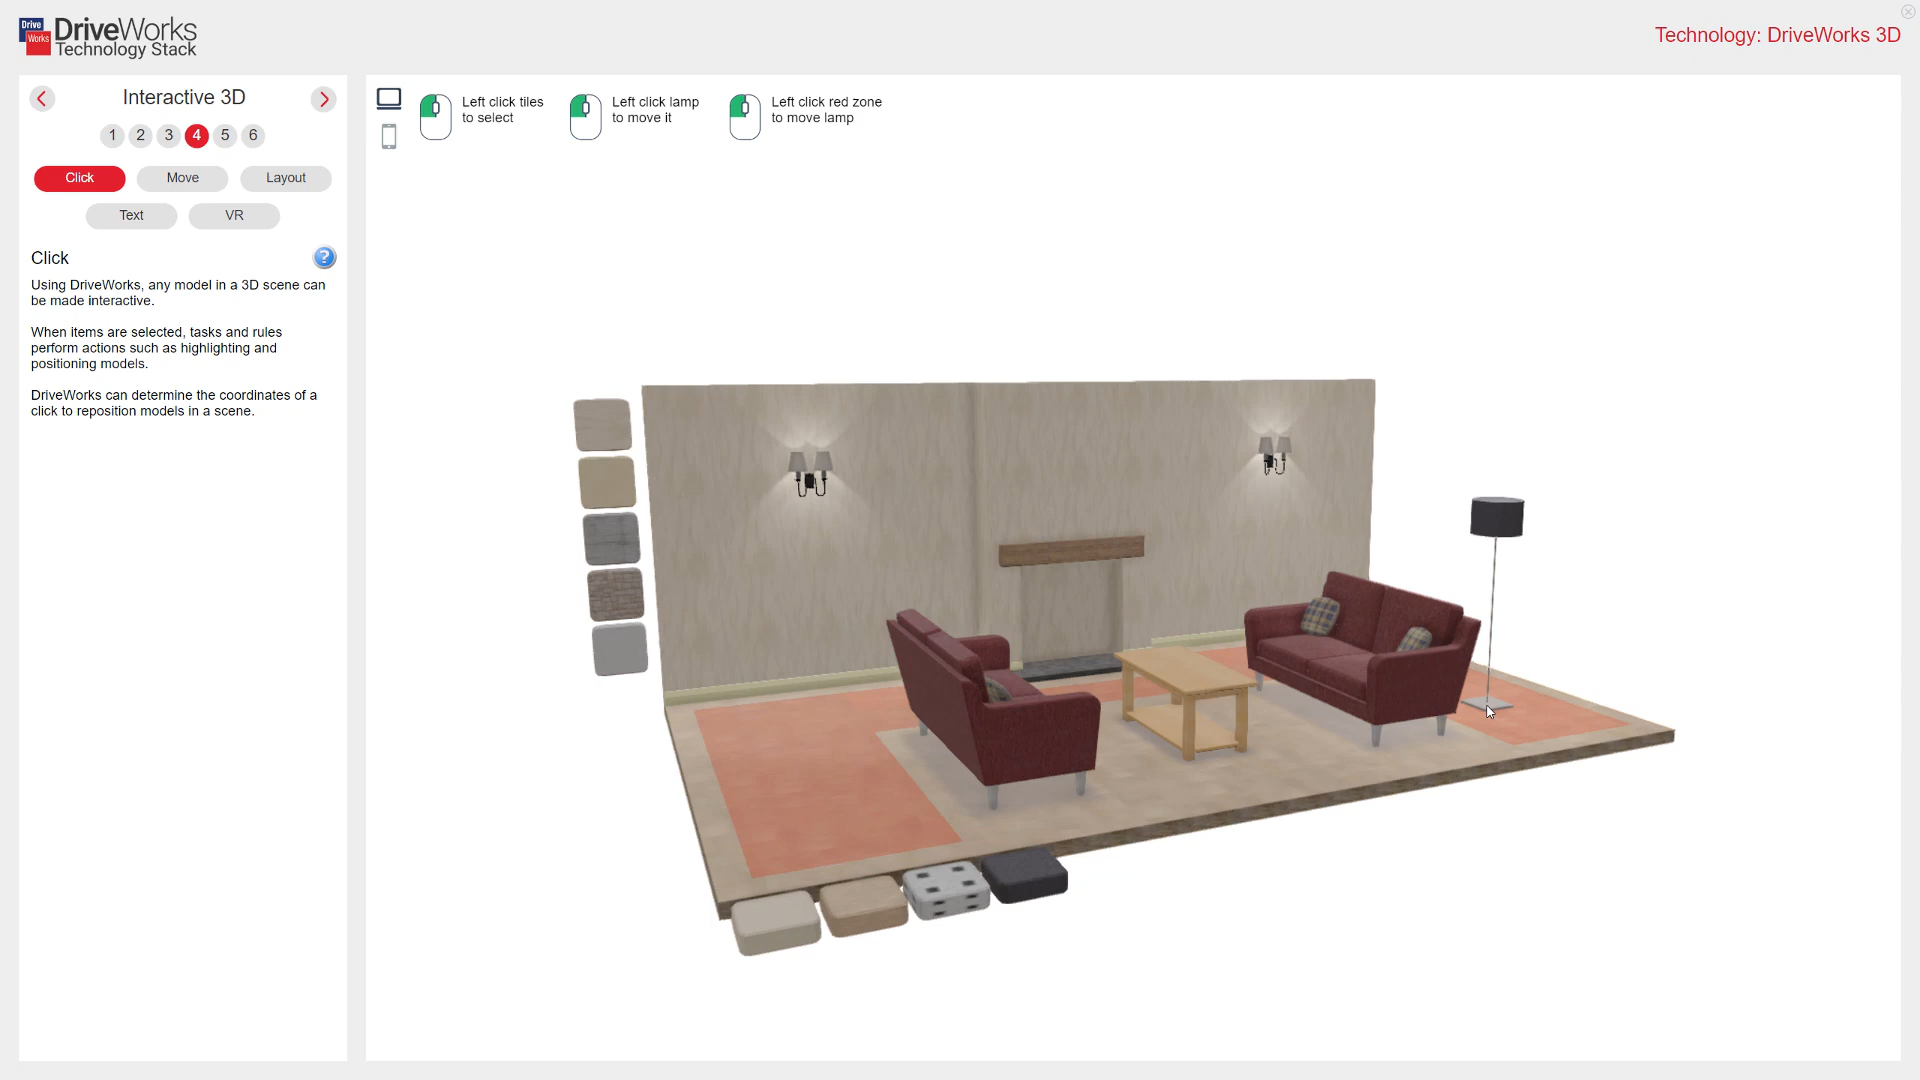 Drive
Works
DriveWorks
Technology Stack
Technology: DriveWorks 3D
Interactive 3D
1 2 3 4 5 6
Click Move Layout
Text VR
Click
?
Using DriveWorks, any model in a 3D scene can
be made interactive.
When items are selected, tasks and rules
perform actions such as highlighting and
positioning models.
DriveWorks can determine the coordinates of a
click to reposition models in a scene.
Left click tiles
to select
Left click lamp
to move it
Left click red zone
to move lamp